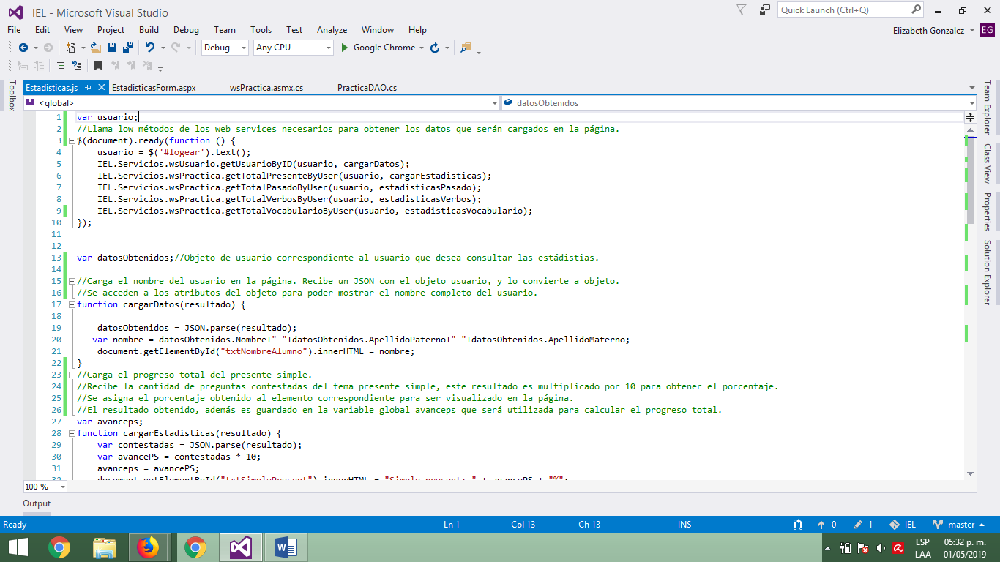 IEL - Microsoft Visual Studio
Quick Launch (Ctrl+Q)
File Edit View Project Build Debug Team Tools Test Analyze Window Help
Elizabeth Gonzalez EG
Debug Any CPU Google Chrome
Toolbox
Estadisticas.js EstadisticasForm.aspx wsPractica.asmx.cs PracticaDAO.cs
<global> datosObtenidos
1 var usuario;
2 //Llama low métodos de los web services necesarios para obtener los datos que serán cargados en la página.
3 $(document).ready(function () {
4 usuario = $('#logear').text();
5 IEL.Servicios.wsUsuario.getUsuarioByID(usuario, cargarDatos);
6 IEL.Servicios.wsPractica.getTotalPresenteByUser(usuario, cargarEstadisticas);
7 IEL.Servicios.wsPractica.getTotalPasadoByUser(usuario, estadisticasPasado);
8 IEL.Servicios.wsPractica.getTotalVerbosByUser(usuario, estadisticasVerbos);
9 IEL.Servicios.wsPractica.getTotalVocabularioByUser(usuario, estadisticasVocabulario);
10 });
11
12
13 var datosObtenidos;//Objeto de usuario correspondiente al usuario que desea consultar las estádistias.
14
15 //Carga el nombre del usuario en la página. Recibe un JSON con el objeto usuario, y lo convierte a objeto.
16 //Se acceden a los atributos del objeto para poder mostrar el nombre completo del usuario.
17 function cargarDatos(resultado) {
18
19 datosObtenidos = JSON.parse(resultado);
20 var nombre = datosObtenidos.Nombre+" "+datosObtenidos.ApellidoPaterno+" "+datosObtenidos.ApellidoMaterno;
21 document.getElementById("txtNombreAlumno").innerHTML = nombre;
22 }
23 //Carga el progreso total del presente simple.
24 //Recibe la cantidad de preguntas contestadas del tema presente simple, este resultado es multiplicado por 10 para obtener el porcentaje.
25 //Se asigna el porcentaje obtenido al elemento correspondiente para ser visualizado en la página.
26 //El resultado obtenido, además es guardado en la variable global avanceps que será utilizada para calcular el progreso total.
27 var avanceps;
28 function cargarEstadisticas(resultado) {
29 var contestadas = JSON.parse(resultado);
30 var avancePS = contestadas * 10;
31 avanceps = avancePS;
32 document.getElementById("txtSimplePresent").innerHTML = "Simple present: " + avancePS + "%";
Team Explorer
Class View
Properties
Solution Explorer
100 %
Output
Ready Ln 1 Col 13 Ch 13 INS 0 1 IEL master
ESP 05:32 p. m.
LAA 01/05/2019